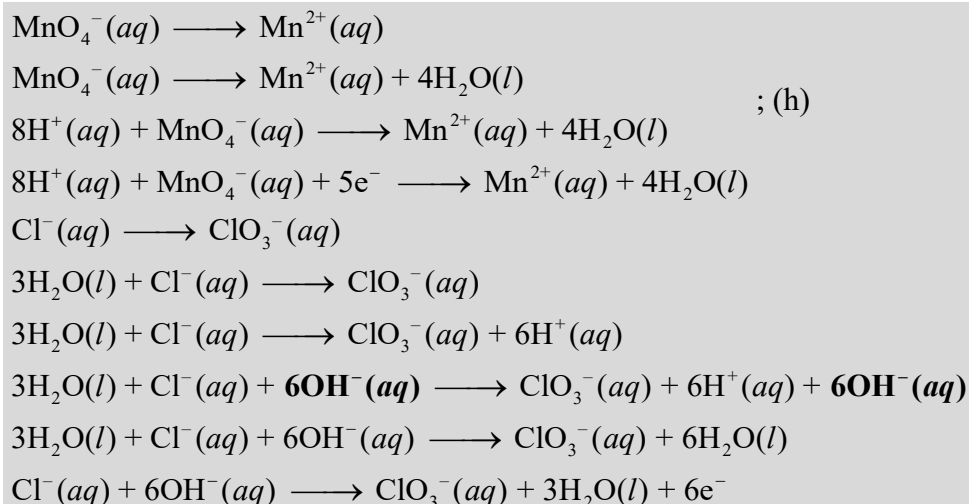 MnO₄⁻(aq) ⟶ Mn²⁺(aq)
MnO₄⁻(aq) ⟶ Mn²⁺(aq) + 4H₂O(l)
; (h)
8H⁺(aq) + MnO₄⁻(aq) ⟶ Mn²⁺(aq) + 4H₂O(l)
8H⁺(aq) + MnO₄⁻(aq) + 5e⁻ ⟶ Mn²⁺(aq) + 4H₂O(l)
Cl⁻(aq) ⟶ ClO₃⁻(aq)
3H₂O(l) + Cl⁻(aq) ⟶ ClO₃⁻(aq)
3H₂O(l) + Cl⁻(aq) ⟶ ClO₃⁻(aq) + 6H⁺(aq)
3H₂O(l) + Cl⁻(aq) + 6OH⁻(aq) ⟶ ClO₃⁻(aq) + 6H⁺(aq) + 6OH⁻(aq)
3H₂O(l) + Cl⁻(aq) + 6OH⁻(aq) ⟶ ClO₃⁻(aq) + 6H₂O(l)
Cl⁻(aq) + 6OH⁻(aq) ⟶ ClO₃⁻(aq) + 3H₂O(l) + 6e⁻